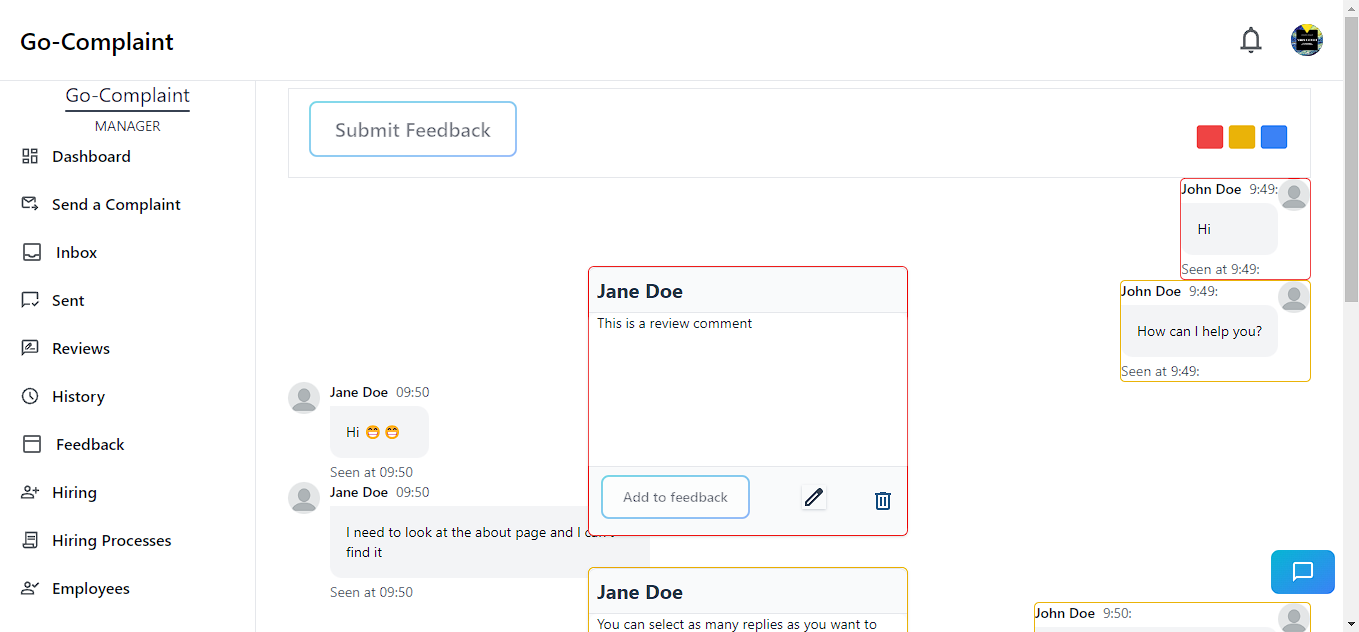 Go-Complaint
Go-Complaint
MANAGER
Dashboard
Send a Complaint
Inbox
Sent
Reviews
History
Feedback
Hiring
Hiring Processes
Employees
Submit Feedback
John Doe 9:49:
Hi
Seen at 9:49:
John Doe 9:49:
How can I help you?
Seen at 9:49:
Jane Doe
This is a review comment
Add to feedback
Jane Doe 09:50
Hi 😁 😁
Seen at 09:50
Jane Doe 09:50
I need to look at the about page and I
find it
Seen at 09:50
Jane Doe
You can select as many replies as you want to
John Doe 9:50: